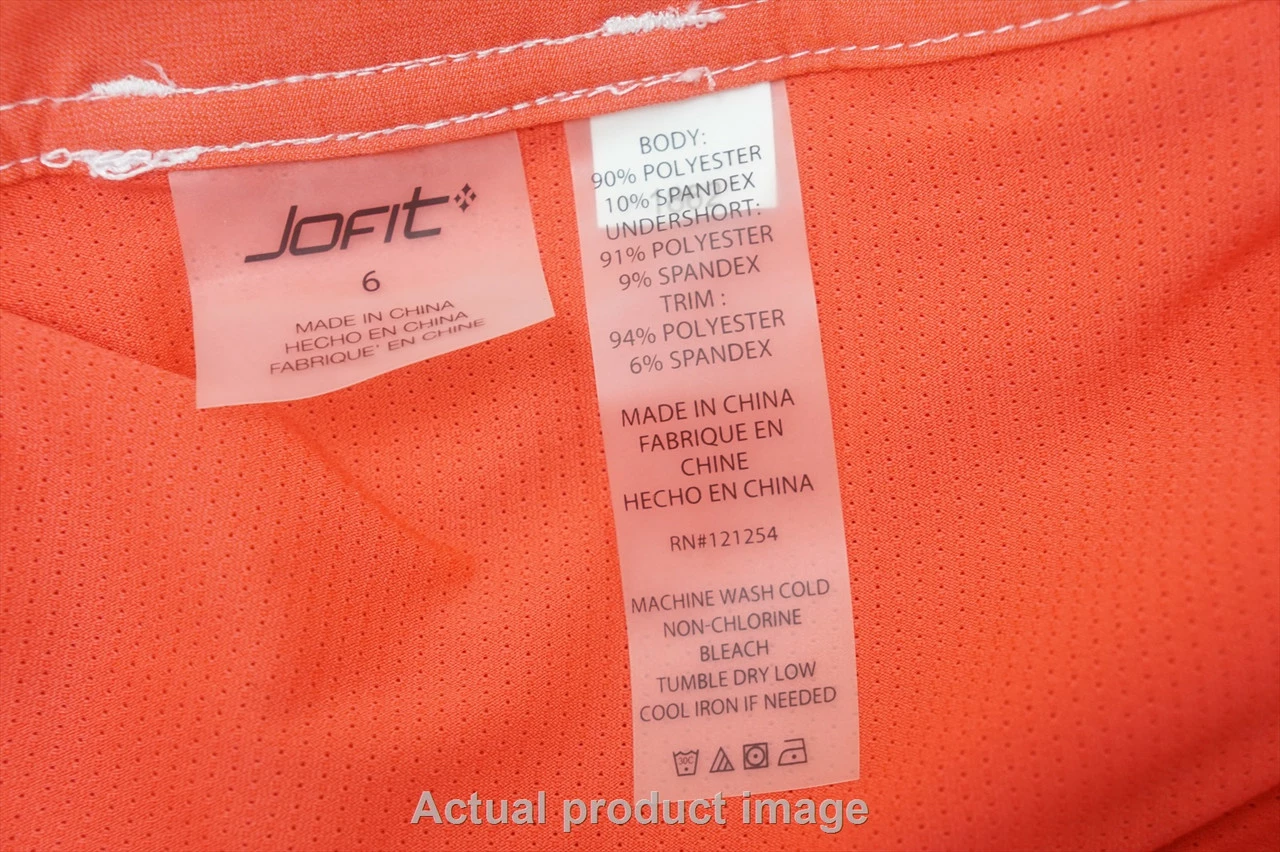 JOFIT
6
MADE IN CHINA
HECHO EN CHINA
FABRIQUE' EN CHINE
BODY:
90% POLYESTER
10% SPANDEX
UNDERSHORT:
91% POLYESTER
9% SPANDEX
TRIM :
94% POLYESTER
6% SPANDEX
MADE IN CHINA
FABRIQUE EN
CHINE
HECHO EN CHINA
RN#121254
MACHINE WASH COLD
NON-CHLORINE
BLEACH
TUMBLE DRY LOW
COOL IRON IF NEEDED
30C
Actual product image